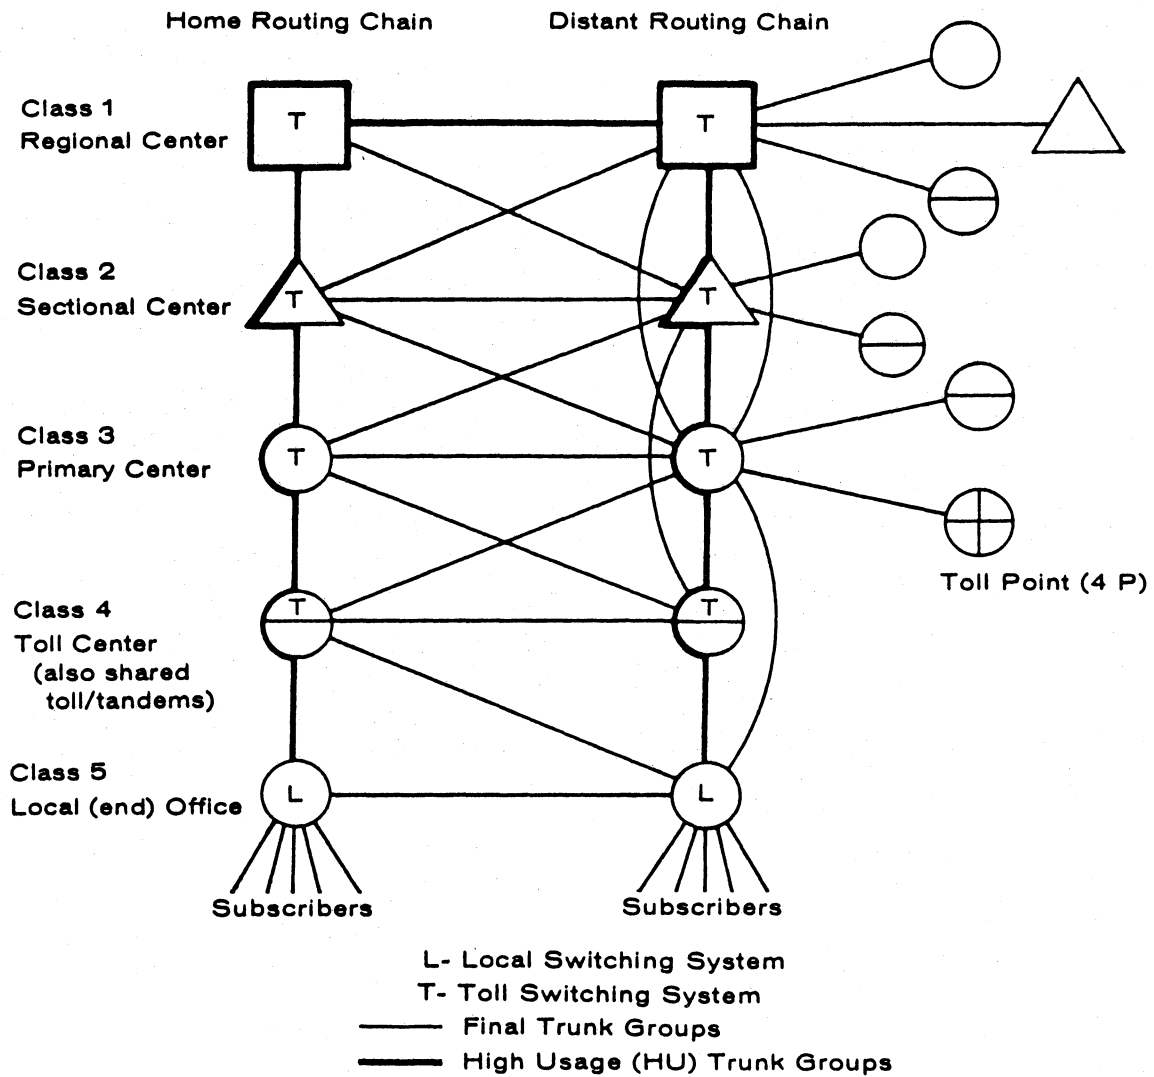 Home Routing Chain
Distant Routing Chain
Class 1
Regional Center
T
T
Class 2
Sectional Center
T
T
Class 3
Primary Center
T
T
Toll Point (4 P)
Class 4
Toll Center
(also shared
toll/tandems)
T
T
Class 5
Local (end) Office
L
L
Subscribers
Subscribers
L- Local Switching System
T- Toll Switching System
Final Trunk Groups
High Usage (HU) Trunk Groups